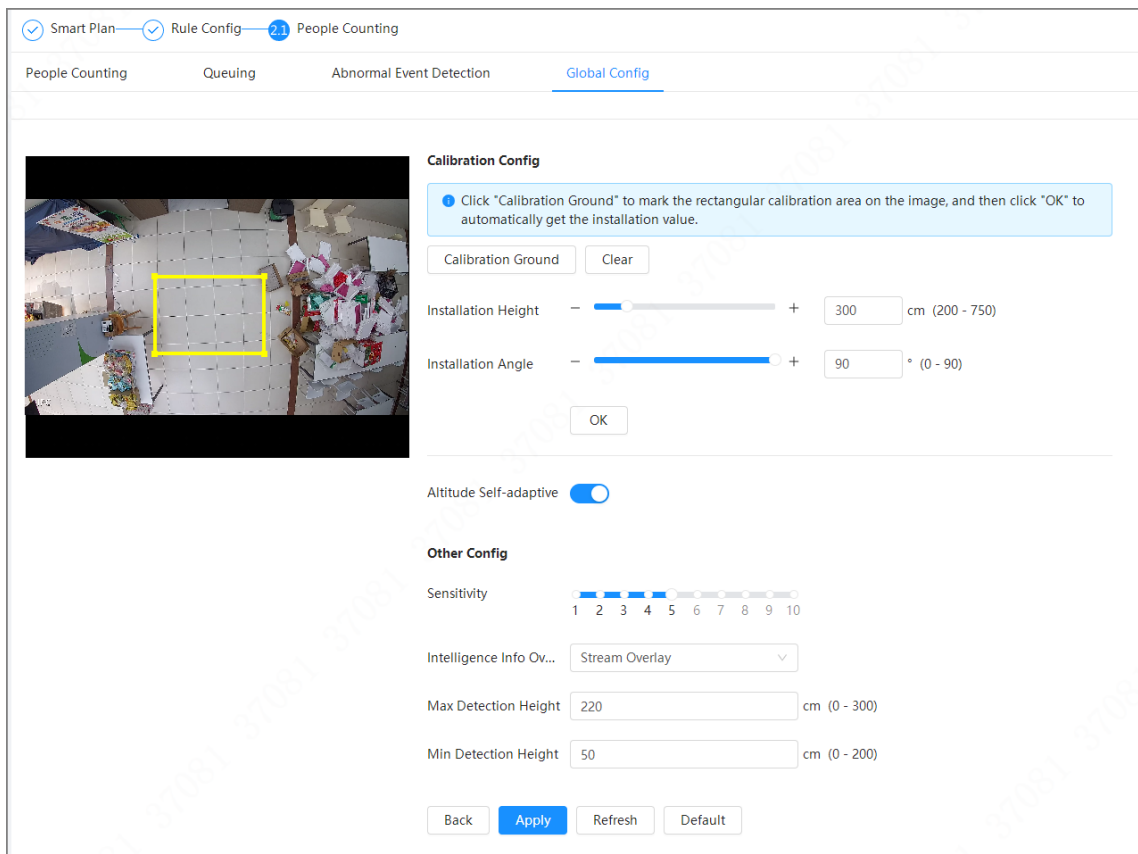 Smart Plan Rule Config 2.1 People Counting
People Counting Queuing Abnormal Event Detection Global Config
Calibration Config
Click "Calibration Ground" to mark the rectangular calibration area on the image, and then click "OK" to
automatically get the installation value.
Calibration Ground Clear
Installation Height − + 300 cm (200 - 750)
Installation Angle − + 90 ° (0 - 90)
OK
Altitude Self-adaptive
Other Config
Sensitivity
1 2 3 4 5 6 7 8 9 10
Intelligence Info Ov... Stream Overlay
Max Detection Height 220 cm (0 - 300)
Min Detection Height 50 cm (0 - 200)
Back Apply Refresh Default
37081